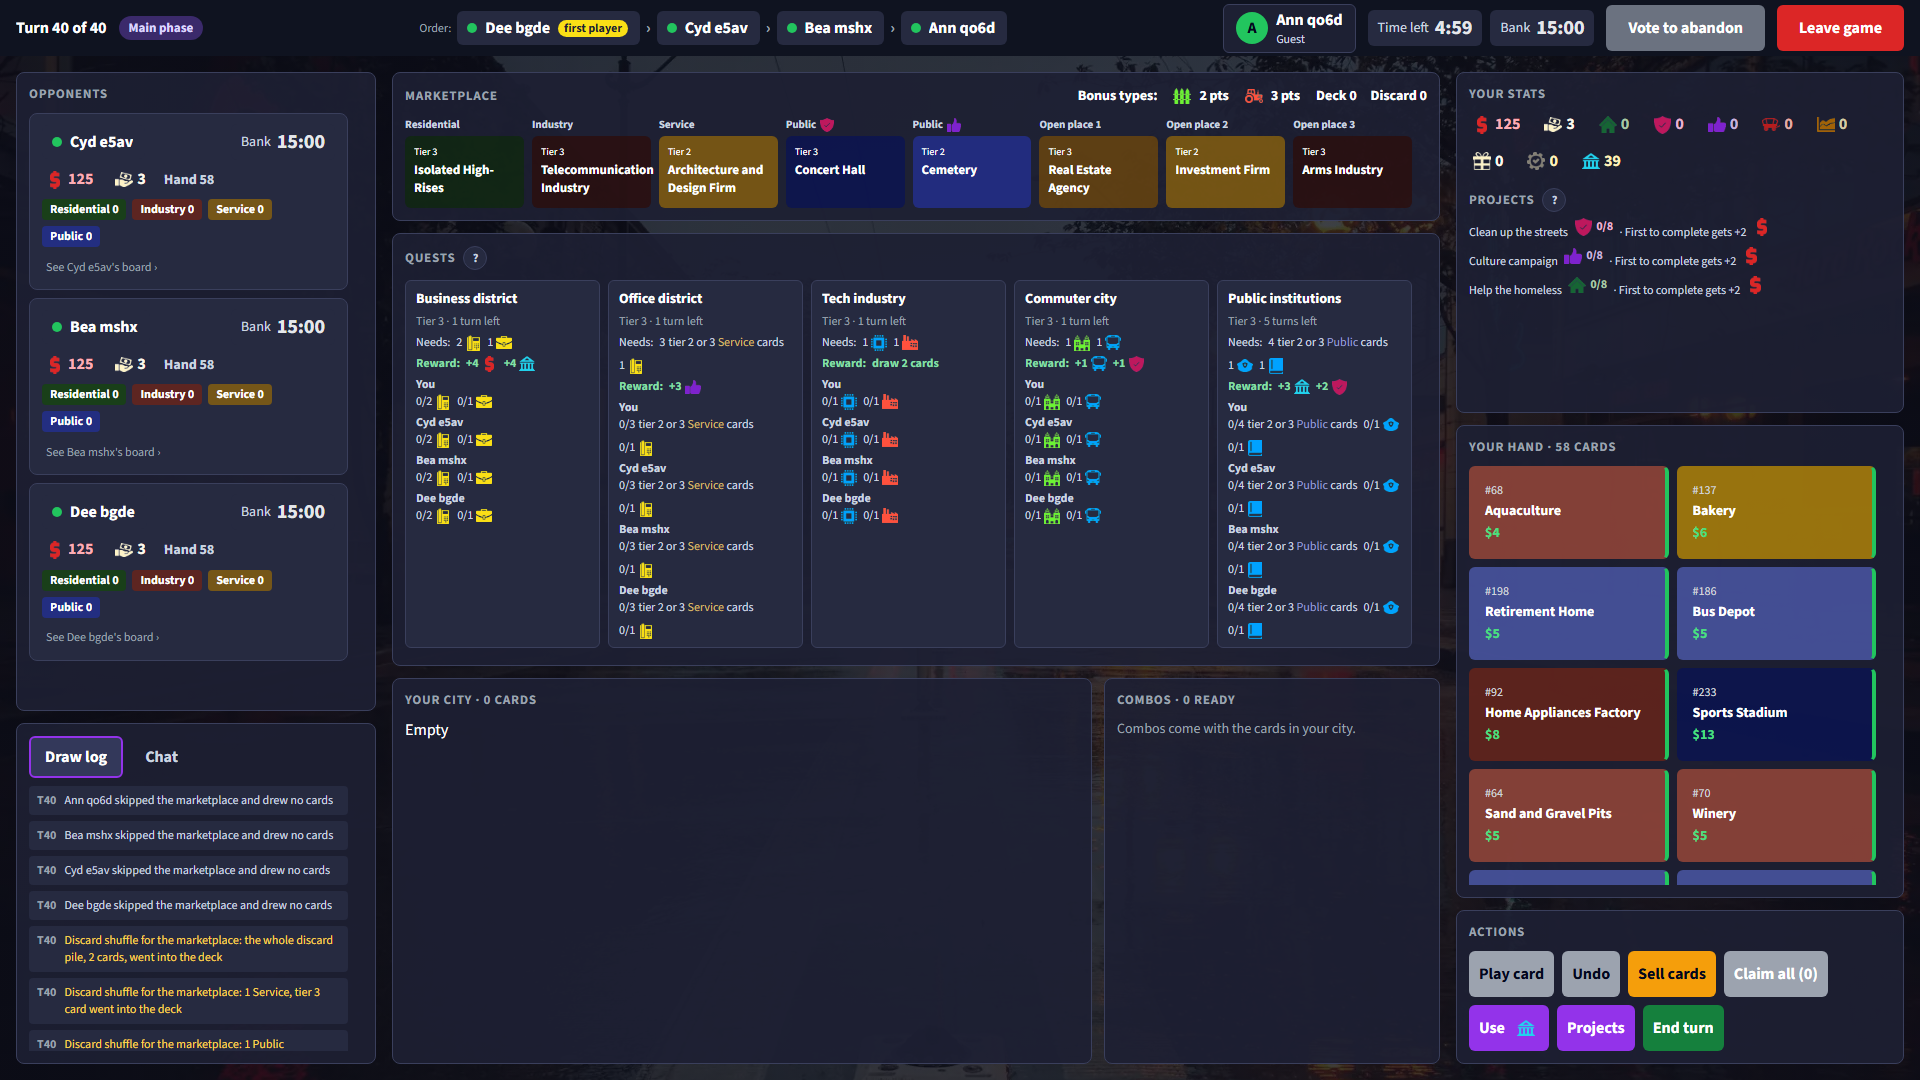 Turn 40 of 40
Main phase
Order:
Dee bgde first player › Cyd e5av › Bea mshx › Ann qo6d
A
Ann qo6d
Guest
Time left 4:59
Bank 15:00
Vote to abandon
Leave game
OPPONENTS
Cyd e5av
Bank 15:00
125 3 Hand 58
Residential 0 Industry 0 Service 0
Public 0
See Cyd e5av's board ›
Bea mshx
Bank 15:00
125 3 Hand 58
Residential 0 Industry 0 Service 0
Public 0
See Bea mshx's board ›
Dee bgde
Bank 15:00
125 3 Hand 58
Residential 0 Industry 0 Service 0
Public 0
See Dee bgde's board ›
Draw log
Chat
T40 Ann qo6d skipped the marketplace and drew no cards
T40 Bea mshx skipped the marketplace and drew no cards
T40 Cyd e5av skipped the marketplace and drew no cards
T40 Dee bgde skipped the marketplace and drew no cards
T40 Discard shuffle for the marketplace: the whole discard
pile, 2 cards, went into the deck
T40 Discard shuffle for the marketplace: 1 Service, tier 3
card went into the deck
T40 Discard shuffle for the marketplace: 1 Public
MARKETPLACE
Bonus types: 2 pts 3 pts Deck 0 Discard 0
Residential
Tier 3
Isolated High-
Rises
Industry
Tier 3
Telecommunication
Industry
Service
Tier 2
Architecture and
Design Firm
Public
Tier 3
Concert Hall
Public
Tier 2
Cemetery
Open place 1
Tier 3
Real Estate
Agency
Open place 2
Tier 2
Investment Firm
Open place 3
Tier 3
Arms Industry
QUESTS ?
Business district
Tier 3 · 1 turn left
Needs: 2 1
Reward: +4 $ +4
You
0/2 0/1
Cyd e5av
0/2 0/1
Bea mshx
0/2 0/1
Dee bgde
0/2 0/1
Office district
Tier 3 · 1 turn left
Needs: 3 tier 2 or 3 Service cards
1
Reward: +3
You
0/3 tier 2 or 3 Service cards
0/1
Cyd e5av
0/3 tier 2 or 3 Service cards
0/1
Bea mshx
0/3 tier 2 or 3 Service cards
0/1
Dee bgde
0/3 tier 2 or 3 Service cards
0/1
Tech industry
Tier 3 · 1 turn left
Needs: 1 1
Reward: draw 2 cards
You
0/1 0/1
Cyd e5av
0/1 0/1
Bea mshx
0/1 0/1
Dee bgde
0/1 0/1
Commuter city
Tier 3 · 1 turn left
Needs: 1 1
Reward: +1 +1
You
0/1 0/1
Cyd e5av
0/1 0/1
Bea mshx
0/1 0/1
Dee bgde
0/1 0/1
Public institutions
Tier 3 · 5 turns left
Needs: 4 tier 2 or 3 Public cards
1 1
Reward: +3 +2
You
0/4 tier 2 or 3 Public cards 0/1
0/1
Cyd e5av
0/4 tier 2 or 3 Public cards 0/1
0/1
Bea mshx
0/4 tier 2 or 3 Public cards 0/1
0/1
Dee bgde
0/4 tier 2 or 3 Public cards 0/1
0/1
YOUR CITY · 0 CARDS
Empty
COMBOS · 0 READY
Combos come with the cards in your city.
YOUR STATS
$ 125 3 0 0 0 0 0
0 0 39
PROJECTS ?
Clean up the streets 0/8 · First to complete gets +2 $
Culture campaign 0/8 · First to complete gets +2 $
Help the homeless 0/8 · First to complete gets +2 $
YOUR HAND · 58 CARDS
#68
Aquaculture
$4
#137
Bakery
$6
#198
Retirement Home
$5
#186
Bus Depot
$5
#92
Home Appliances Factory
$8
#233
Sports Stadium
$13
#64
Sand and Gravel Pits
$5
#70
Winery
$5
ACTIONS
Play card
Undo
Sell cards
Claim all (0)
Use
Projects
End turn